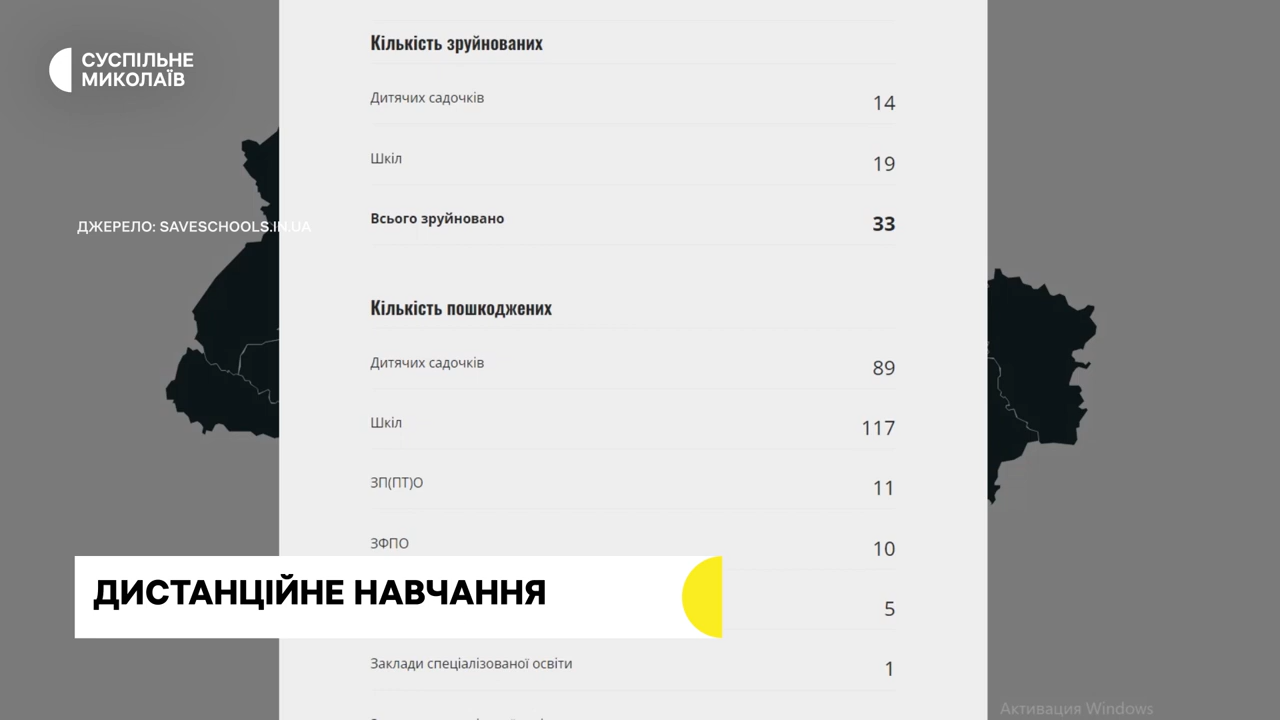 СУСПІЛЬНЕ
МИКОЛАЇВ
ДЖЕРЕЛО: SAVESCHOOLS.IN.UA
Кількість зруйнованих
Дитячих садочків 14
Шкіл 19
Всього зруйновано 33
Кількість пошкоджених
Дитячих садочків 89
Шкіл 117
ЗП(ПТ)О 11
ЗФПО 10
5
ДИСТАНЦІЙНЕ НАВЧАННЯ
Заклади спеціалізованої освіти 1
Активация Windows